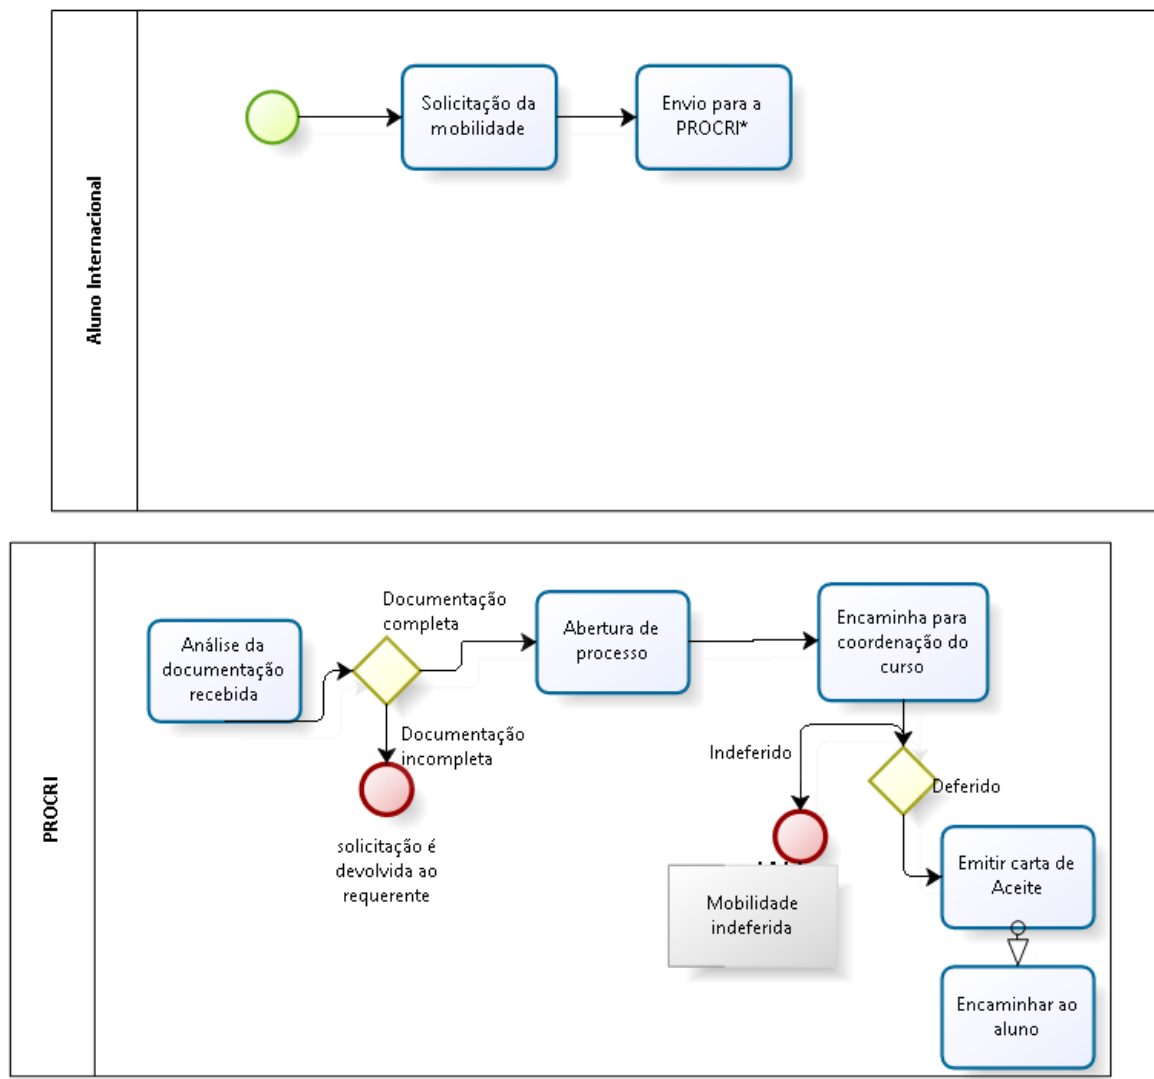 Aluno Internacional
Solicitação da
mobilidade
Envio para a
PROCRI*
PROCRI
Análise da
documentação
recebida
Documentação
completa
Documentação
incompleta
solicitação é
devolvida ao
requerente
Abertura de
processo
Encaminha para
coordenação do
curso
Indeferido
Deferido
Mobilidade
indeferida
Emitir carta de
Aceite
Encaminhar ao
aluno